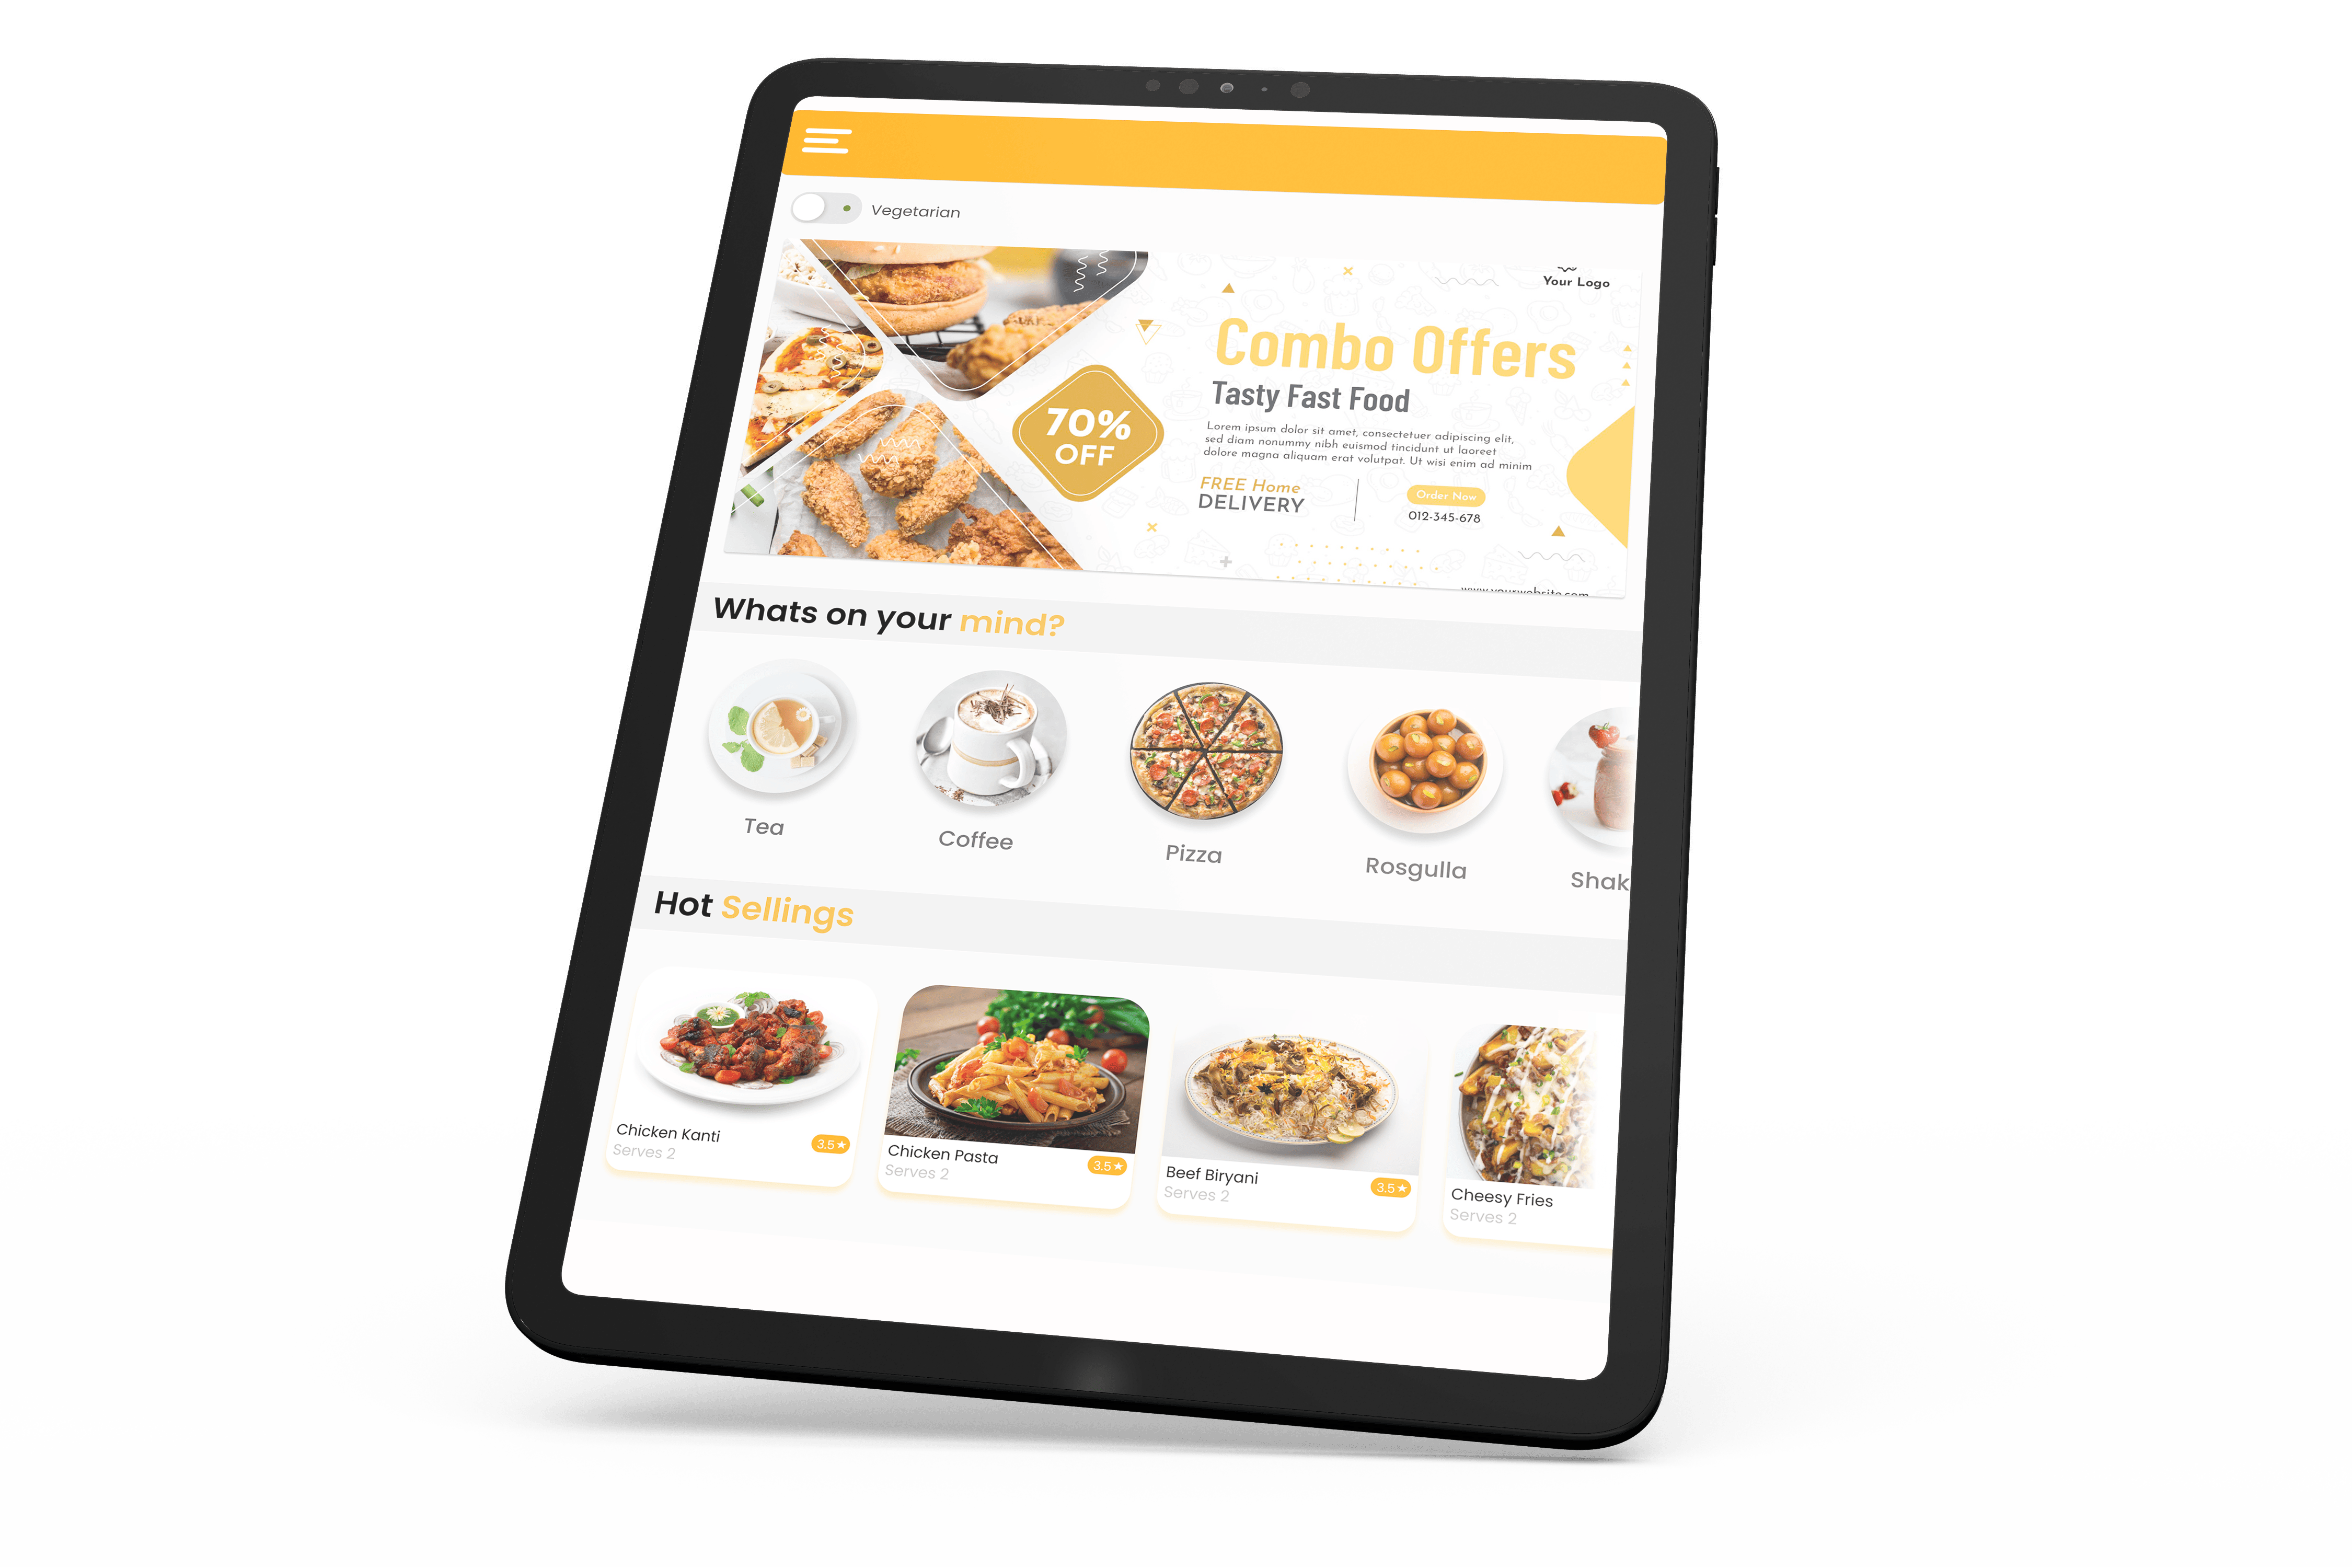 Vegetarian
Your Logo
Combo Offers
Tasty Fast Food
70%
OFF
Lorem ipsum dolor sit amet, consectetuer adipiscing elit,
sed diam nonummy nibh euismod tincidunt ut laoreet
dolore magna aliquam erat volutpat. Ut wisi enim ad minim
FREE Home
DELIVERY
Order Now
012-345-678
www.yourwebsite.com
Whats on your mind?
Tea
Coffee
Pizza
Rosgulla
Shak
Hot Sellings
Chicken Kanti
Serves 2
3.5★
Chicken Pasta
Serves 2
3.5★
Beef Biryani
Serves 2
3.5★
Cheesy Fries
Serves 2